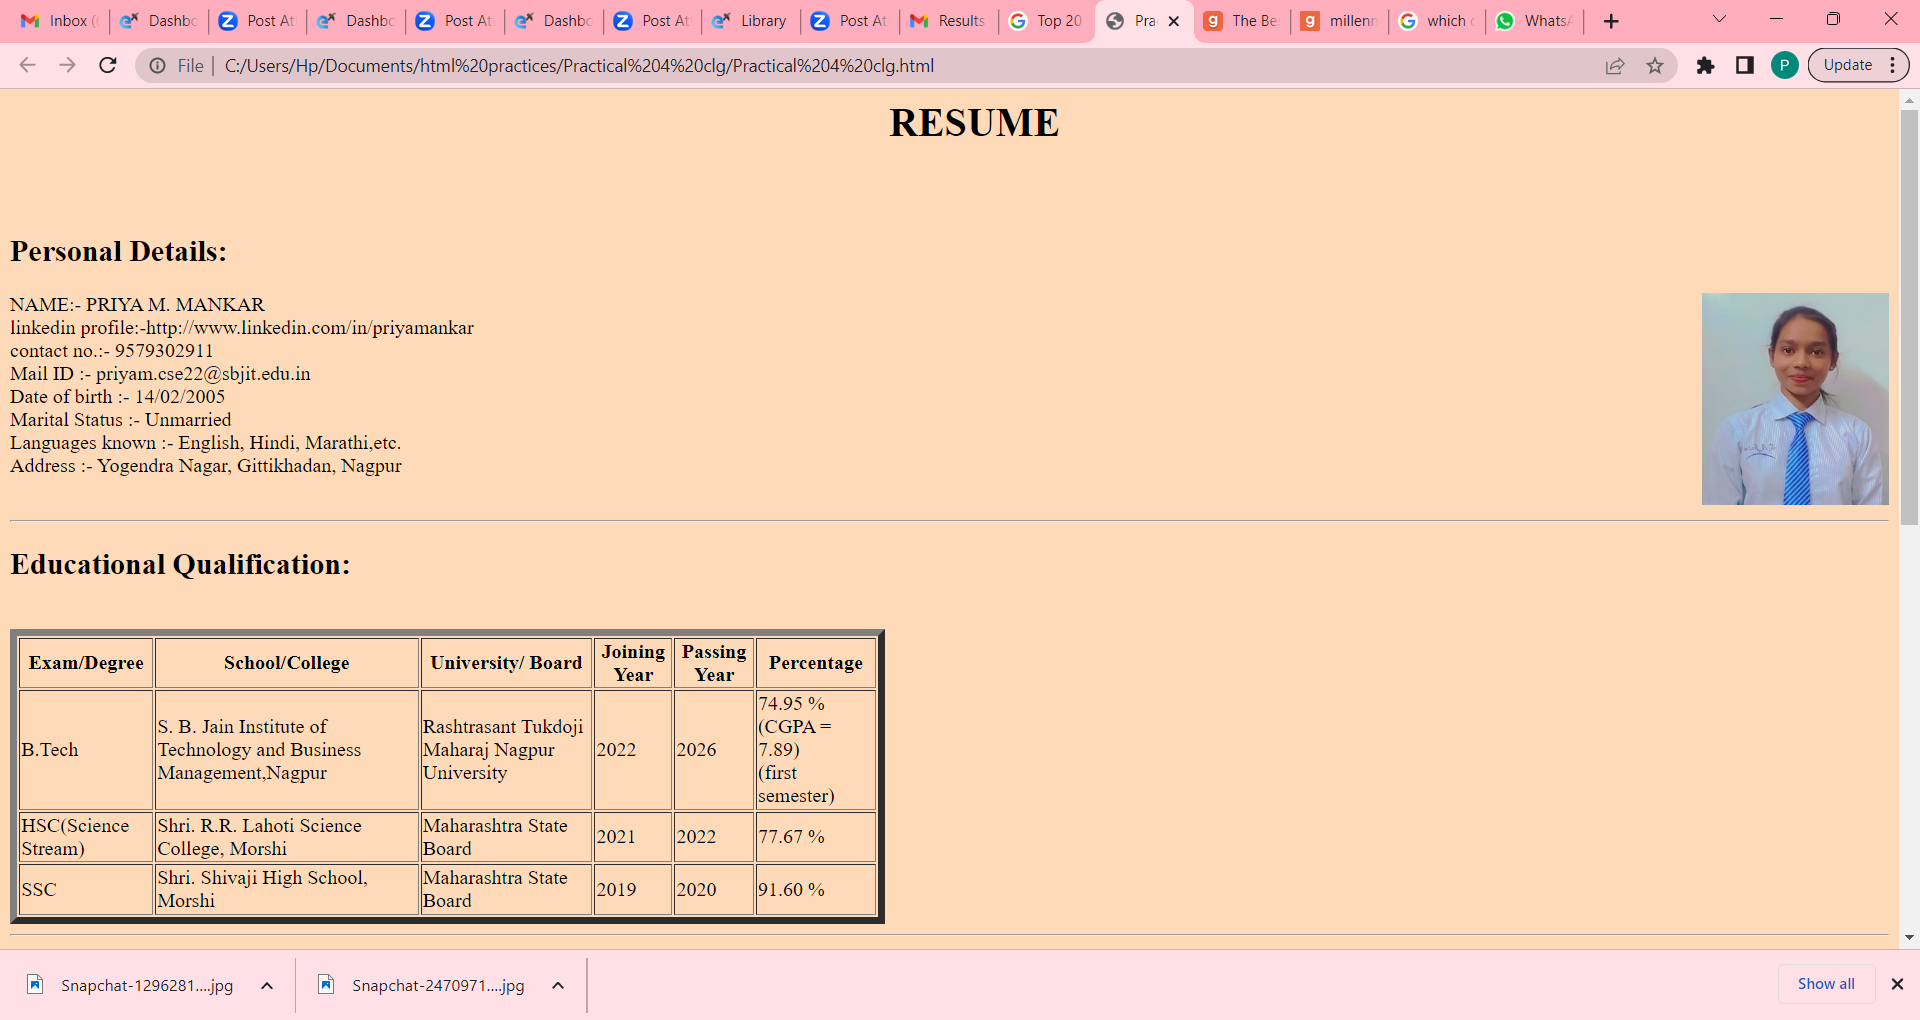 Inbox (
Dashbo
Post At
Dashbo
Post At
Dashbo
Post At
Library
Post At
Results
Top 20
Pra
The Be
millenn
which c
WhatsA
File
C:/Users/Hp/Documents/html%20practices/Practical%204%20clg/Practical%204%20clg.html
P
Update
RESUME
Personal Details:
NAME:- PRIYA M. MANKAR
linkedin profile:-http://www.linkedin.com/in/priyamankar
contact no.:- 9579302911
Mail ID :- priyam.cse22@sbjit.edu.in
Date of birth :- 14/02/2005
Marital Status :- Unmarried
Languages known :- English, Hindi, Marathi,etc.
Address :- Yogendra Nagar, Gittikhadan, Nagpur
Educational Qualification:
Exam/Degree
School/College
University/ Board
Joining
Year
Passing
Year
Percentage
B.Tech
S. B. Jain Institute of
Technology and Business
Management,Nagpur
Rashtrasant Tukdoji
Maharaj Nagpur
University
2022
2026
74.95 %
(CGPA =
7.89)
(first
semester)
HSC(Science
Stream)
Shri. R.R. Lahoti Science
College, Morshi
Maharashtra State
Board
2021
2022
77.67 %
SSC
Shri. Shivaji High School,
Morshi
Maharashtra State
Board
2019
2020
91.60 %
Snapchat-1296281....jpg
Snapchat-2470971....jpg
Show all